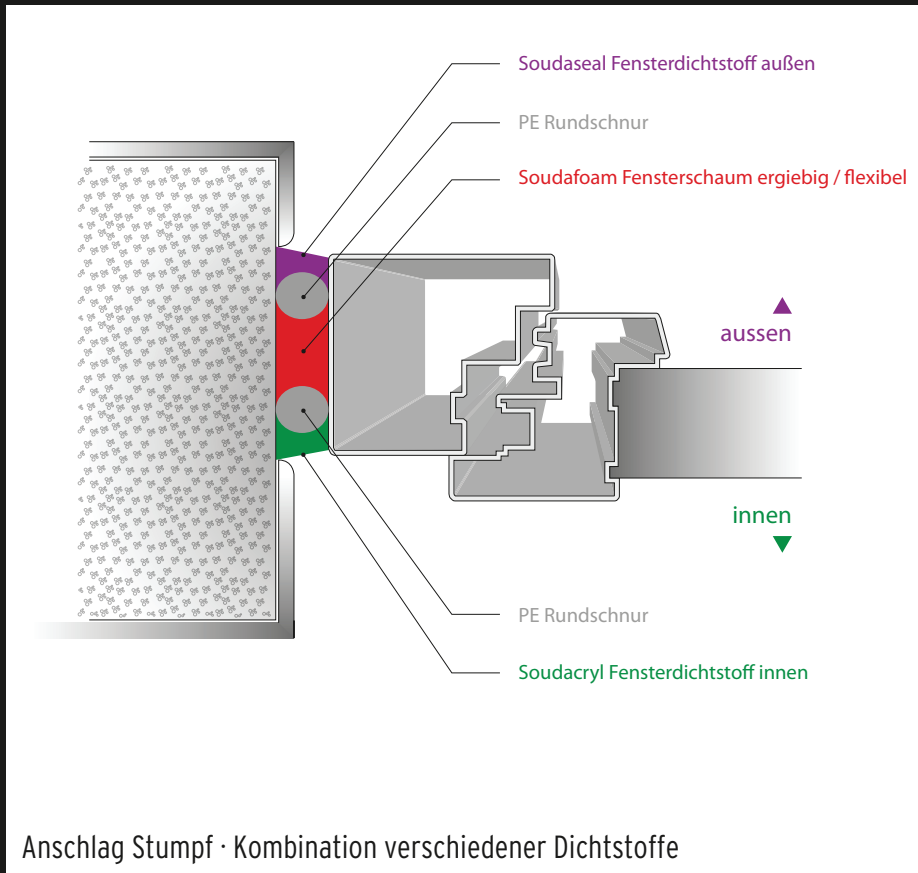 Soudaseal Fensterdichtstoff außen
PE Rundschnur
Soudafoam Fensterschaum ergiebig / flexibel
aussen
innen
PE Rundschnur
Soudacryl Fensterdichtstoff innen
Anschlag Stumpf · Kombination verschiedener Dichtstoffe